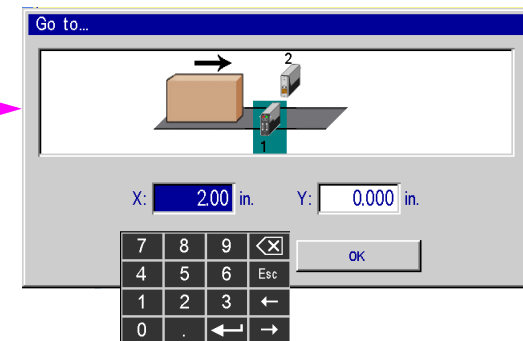 Go to...
2
1
X: 2.00 in. Y: 0.000 in.
7 8 9
4 5 6 Esc
1 2 3 ←
0 . →
OK